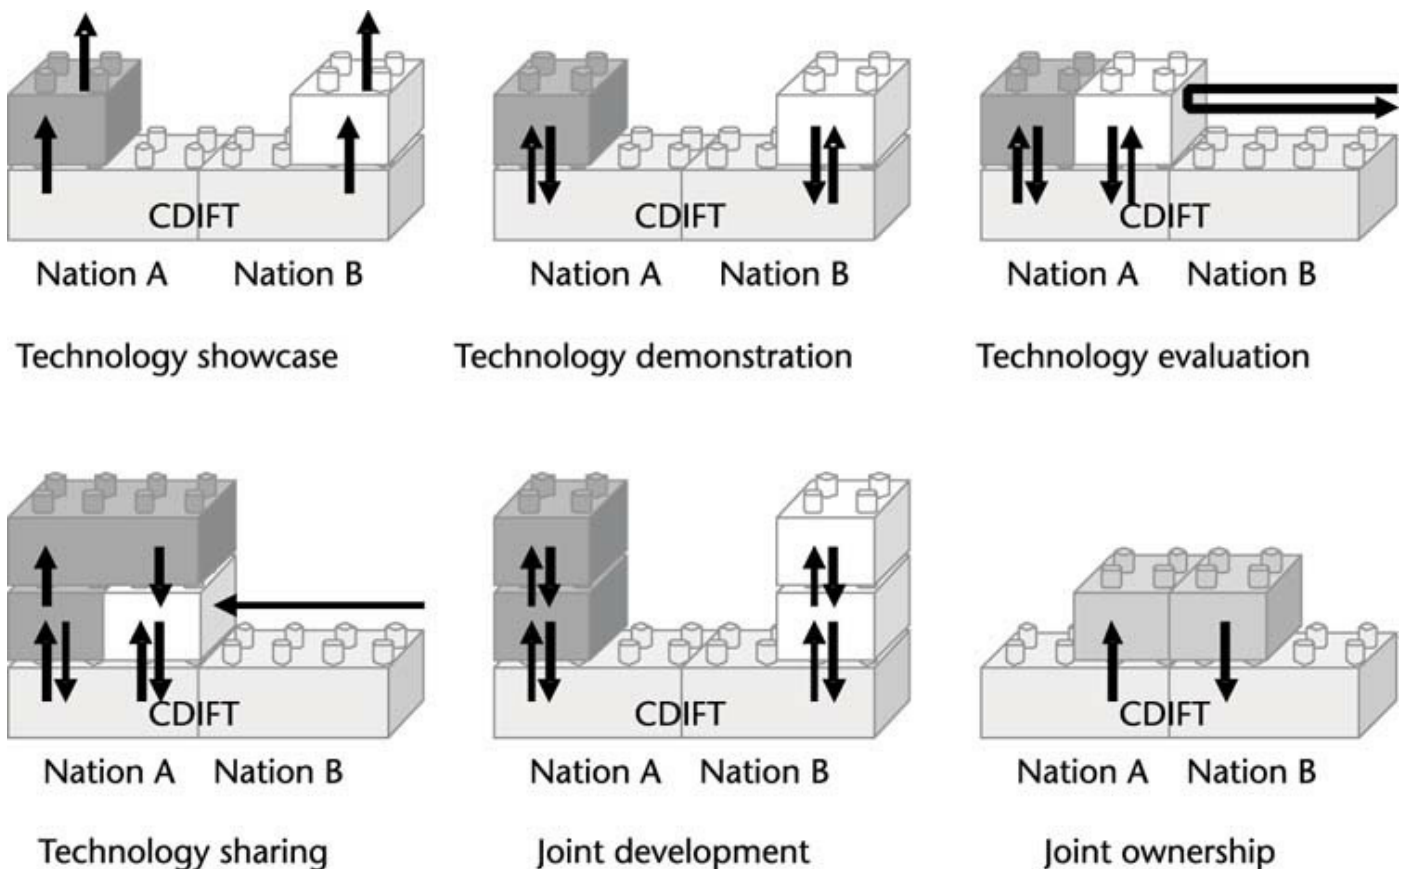 CDIFT CDIFT CDIFT
Nation A Nation B Nation A Nation B Nation A Nation B
Technology showcase Technology demonstration Technology evaluation
CDIFT CDIFT CDIFT
Nation A Nation B Nation A Nation B Nation A Nation B
Technology sharing Joint development Joint ownership